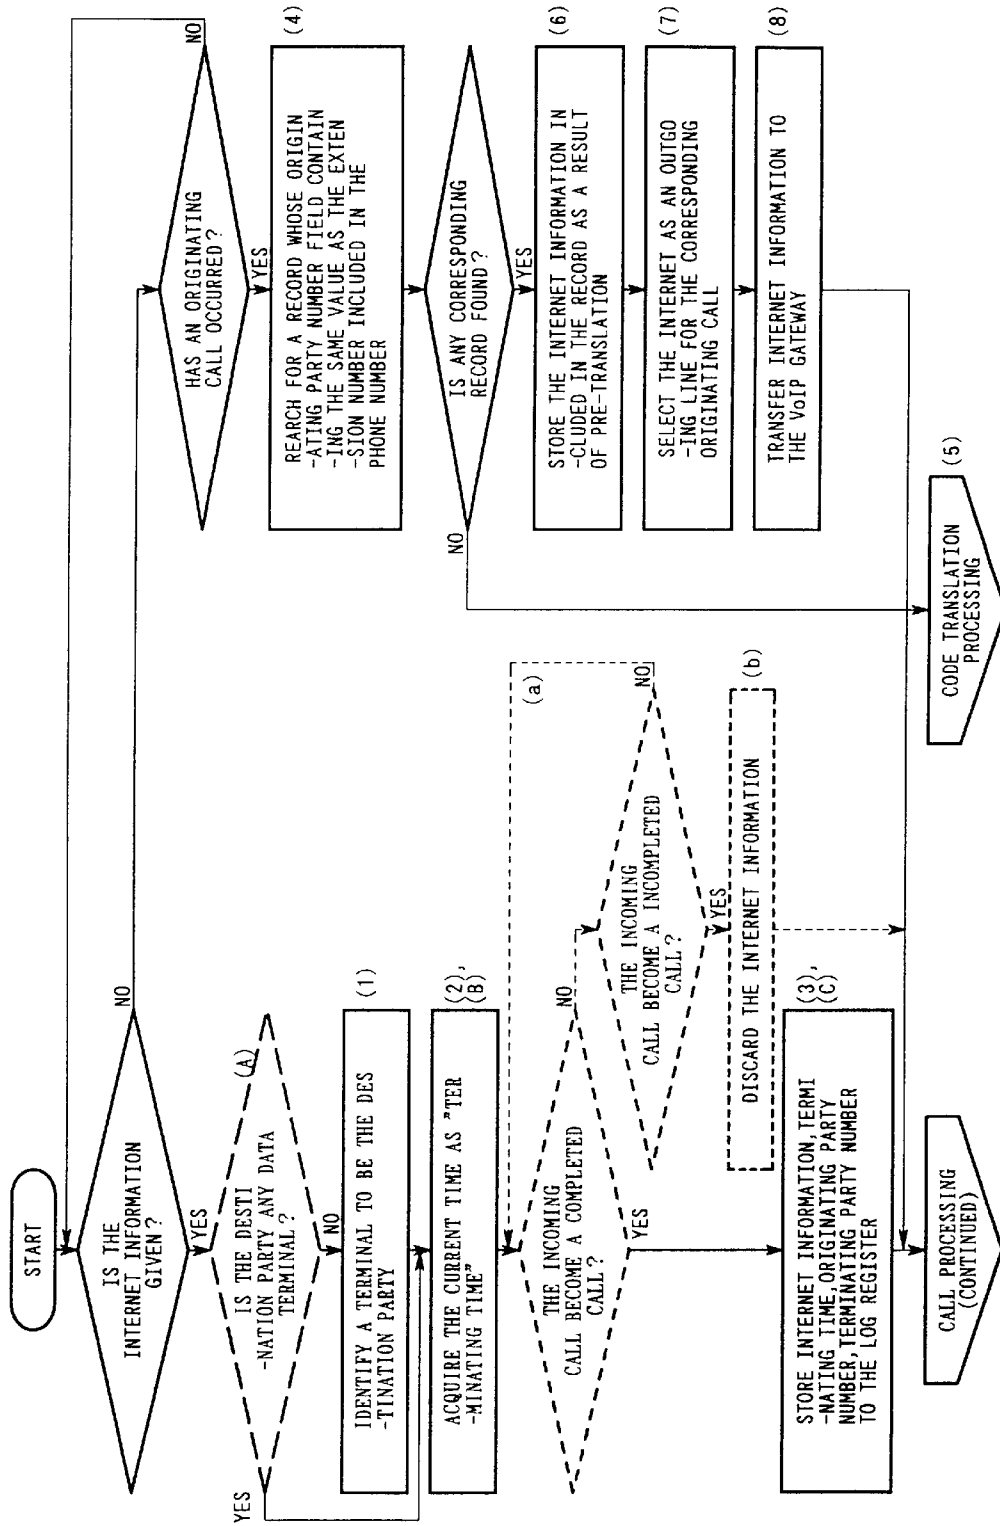 START
IS THE
INTERNET INFORMATION
GIVEN?
NO
YES
IS THE DESTI
-NATION PARTY ANY DATA
TERMINAL?
(A)
YES
NO
IDENTIFY A TERMINAL TO BE THE DES
-TINATION PARTY
(1)
ACQUIRE THE CURRENT TIME AS "TER
-MINATING TIME"
(2),
(B)
THE INCOMING
CALL BECOME A COMPLETED
CALL?
NO
YES
(a)
THE INCOMING
CALL BECOME A INCOMPLETED
CALL?
NO
YES
DISCARD THE INTERNET INFORMATION
(b)
STORE INTERNET INFORMATION,TERMI
-NATING TIME,ORIGINATING PARTY
NUMBER,TERMINATING PARTY NUMBER
TO THE LOG REGISTER
(3),
(C)
CALL PROCESSING
(CONTINUED)
HAS AN ORIGINATING
CALL OCCURRED?
NO
YES
REARCH FOR A RECORD WHOSE ORIGIN
-ATING PARTY NUMBER FIELD CONTAIN
-ING THE SAME VALUE AS THE EXTEN
-SION NUMBER INCLUDED IN THE
PHONE NUMBER
(4)
IS ANY CORRESPONDING
RECORD FOUND?
NO
YES
STORE THE INTERNET INFORMATION IN
-CLUDED IN THE RECORD AS A RESULT
OF PRE-TRANSLATION
(6)
SELECT THE INTERNET AS AN OUTGO
-ING LINE FOR THE CORRESPONDING
ORIGINATING CALL
(7)
TRANSFER INTERNET INFORMATION TO
THE VoIP GATEWAY
(8)
CODE TRANSLATION
PROCESSING
(5)